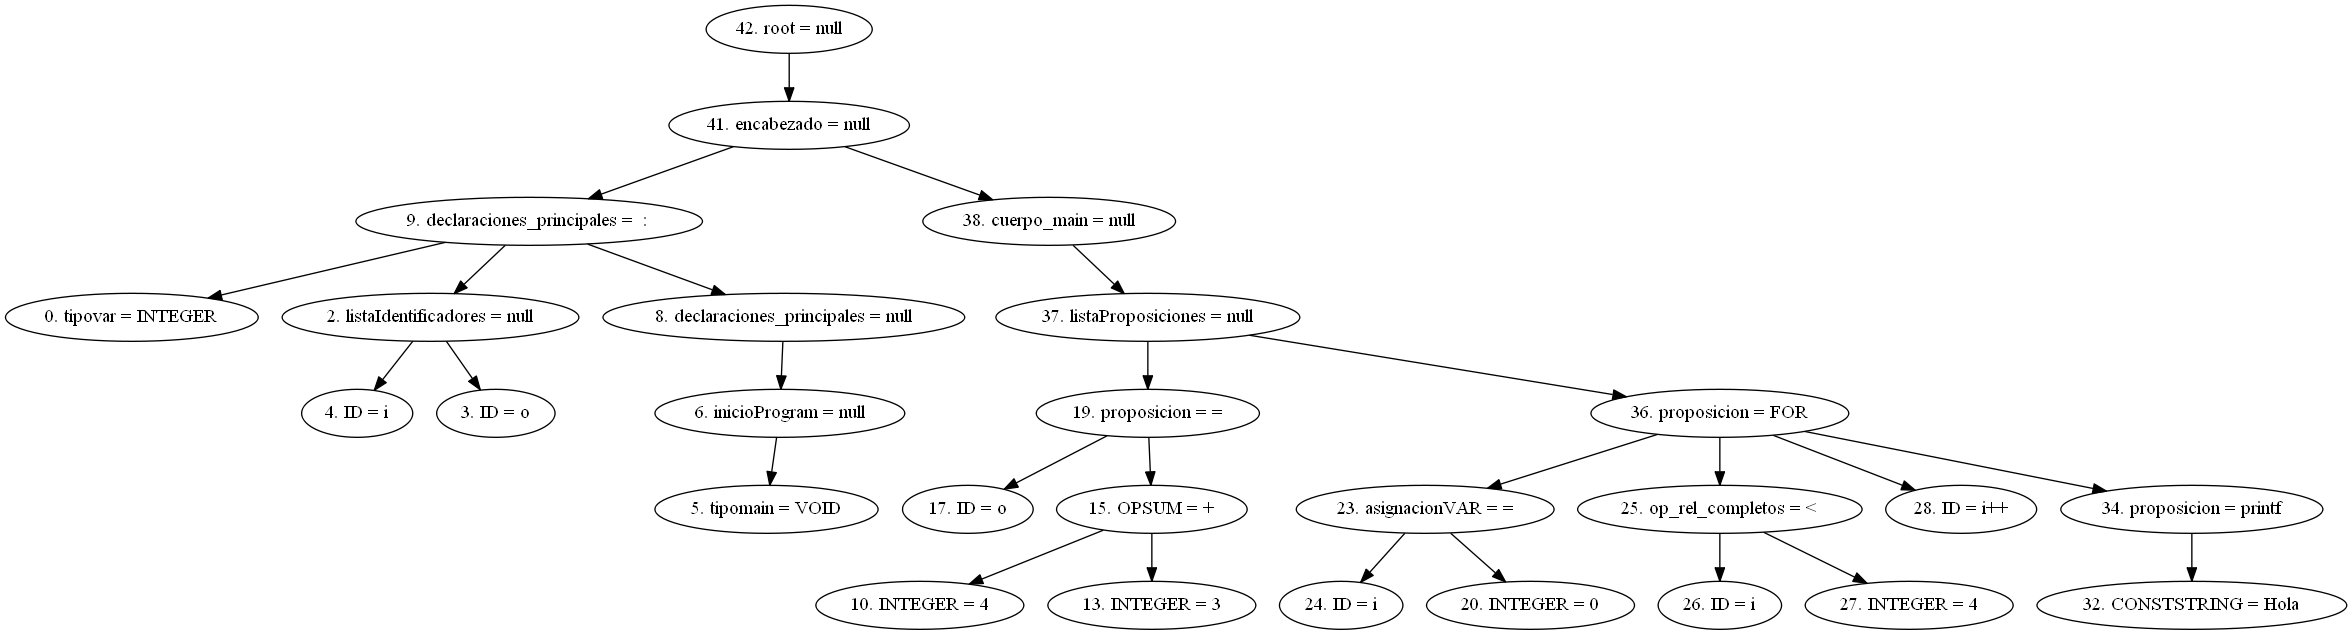 42. root = null
41. encabezado = null
9. declaraciones_principales = :
38. cuerpo_main = null
0. tipovar = INTEGER
2. listaIdentificadores = null
8. declaraciones_principales = null
37. listaProposiciones = null
4. ID = i
3. ID = o
6. inicioProgram = null
19. proposicion = =
36. proposicion = FOR
5. tipomain = VOID
17. ID = o
15. OPSUM = +
23. asignacionVAR = =
25. op_rel_completos = <
28. ID = i++
34. proposicion = printf
10. INTEGER = 4
13. INTEGER = 3
24. ID = i
20. INTEGER = 0
26. ID = i
27. INTEGER = 4
32. CONSTSTRING = Hola